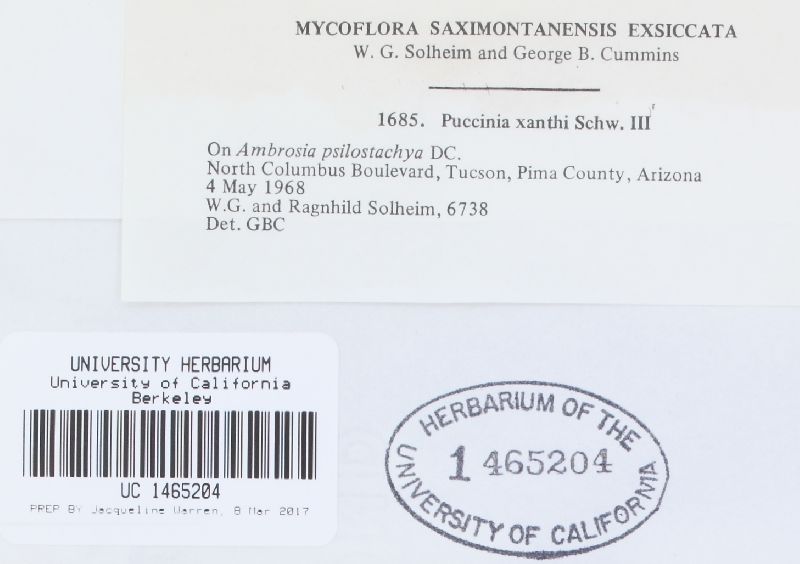 MYCOFLORA SAXIMONTANENSIS EXSICCATA
W. G. Solheim and George B. Cummins
1685. Puccinia xanthi Schw. III
On Ambrosia psilostachya DC.
North Columbus Boulevard, Tucson, Pima County, Arizona
4 May 1968
W.G. and Ragnhild Solheim, 6738
Det. GBC
UNIVERSITY HERBARIUM
University of California
Berkeley
UC 1465204
PREP BY Jacqueline Warren, 8 Mar 2017
HERBARIUM OF THE
1465204
UNIVERSITY OF CALIFORNIA